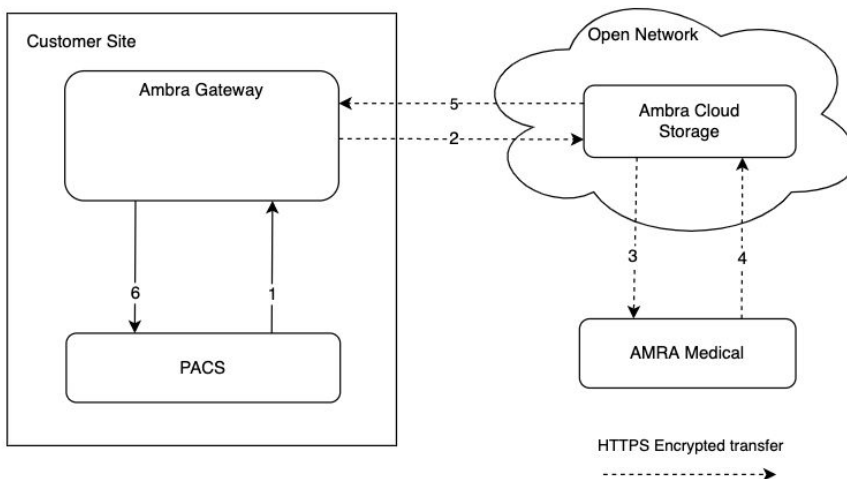 Customer Site
Open Network
Ambra Gateway
Ambra Cloud
Storage
5
2
3
4
6
1
PACS
AMRA Medical
HTTPS Encrypted transfer